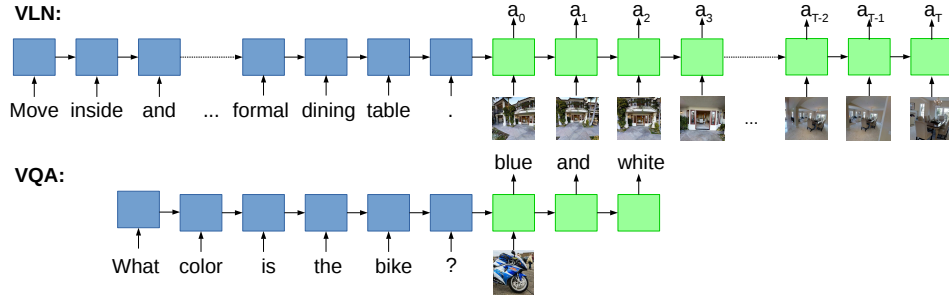 VLN:
a0 a1 a2 a3 aT-2 aT-1 aT
Move inside and ... formal dining table . ...
VQA:
blue and white
What color is the bike ?